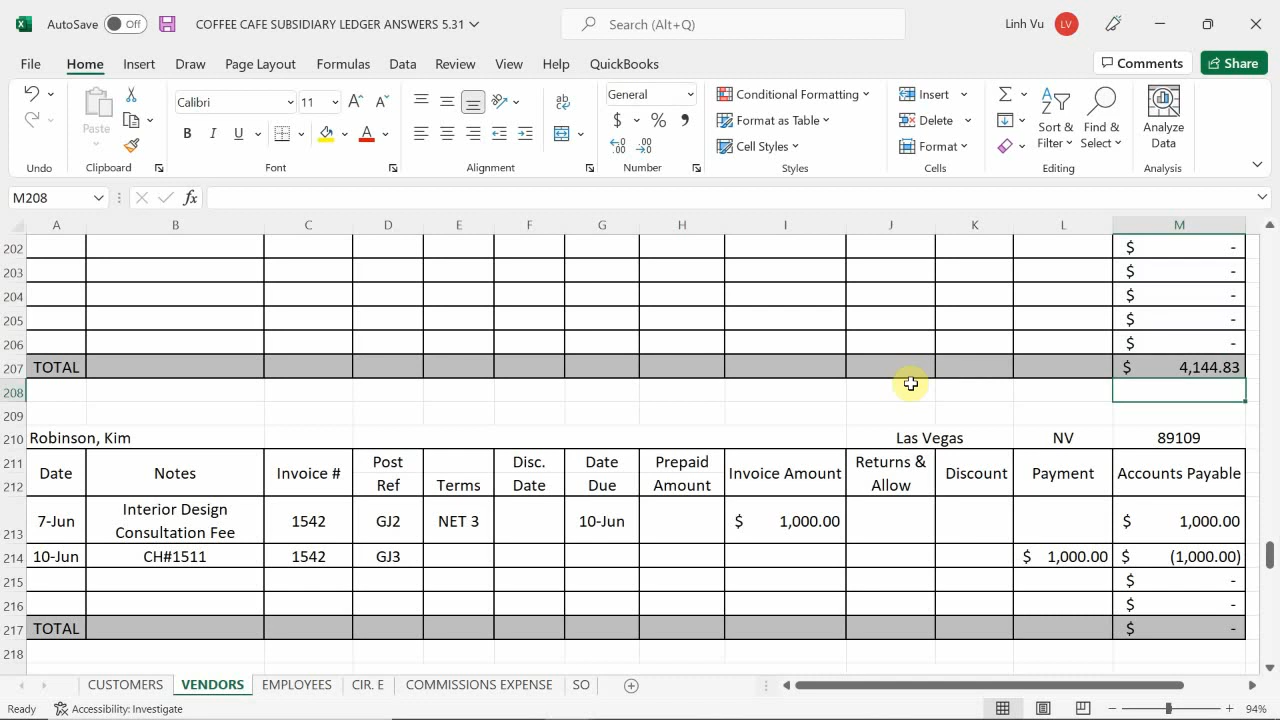 AutoSave Off COFFEE CAFE SUBSIDIARY LEDGER ANSWERS 5.31 Search (Alt+Q) Linh Vu LV
File Home Insert Draw Page Layout Formulas Data Review View Help QuickBooks Comments Share
Paste Calibri 11 General Conditional Formatting Format as Table Cell Styles Insert Delete Format Sort & Filter Find & Select Analyze Data
Undo Clipboard Font Alignment Number Styles Cells Editing Analysis
M208 fx
A B C D E F G H I J K L M
202 $ -
203 $ -
204 $ -
205 $ -
206 $ -
207 TOTAL $ 4,144.83
208
209
210 Robinson, Kim Las Vegas NV 89109
211 Date Notes Invoice # Post Disc. Date Prepaid Invoice Amount Returns & Discount Payment Accounts Payable
212 Ref Terms Date Due Amount Allow
213 7-Jun Interior Design Consultation Fee 1542 GJ2 NET 3 10-Jun $ 1,000.00 $ 1,000.00
214 10-Jun CH#1511 1542 GJ3 $ 1,000.00 $ (1,000.00)
215 $ -
216 $ -
217 TOTAL $ -
218
CUSTOMERS VENDORS EMPLOYEES CIR. E COMMISSIONS EXPENSE SO
Ready Accessibility: Investigate 94%